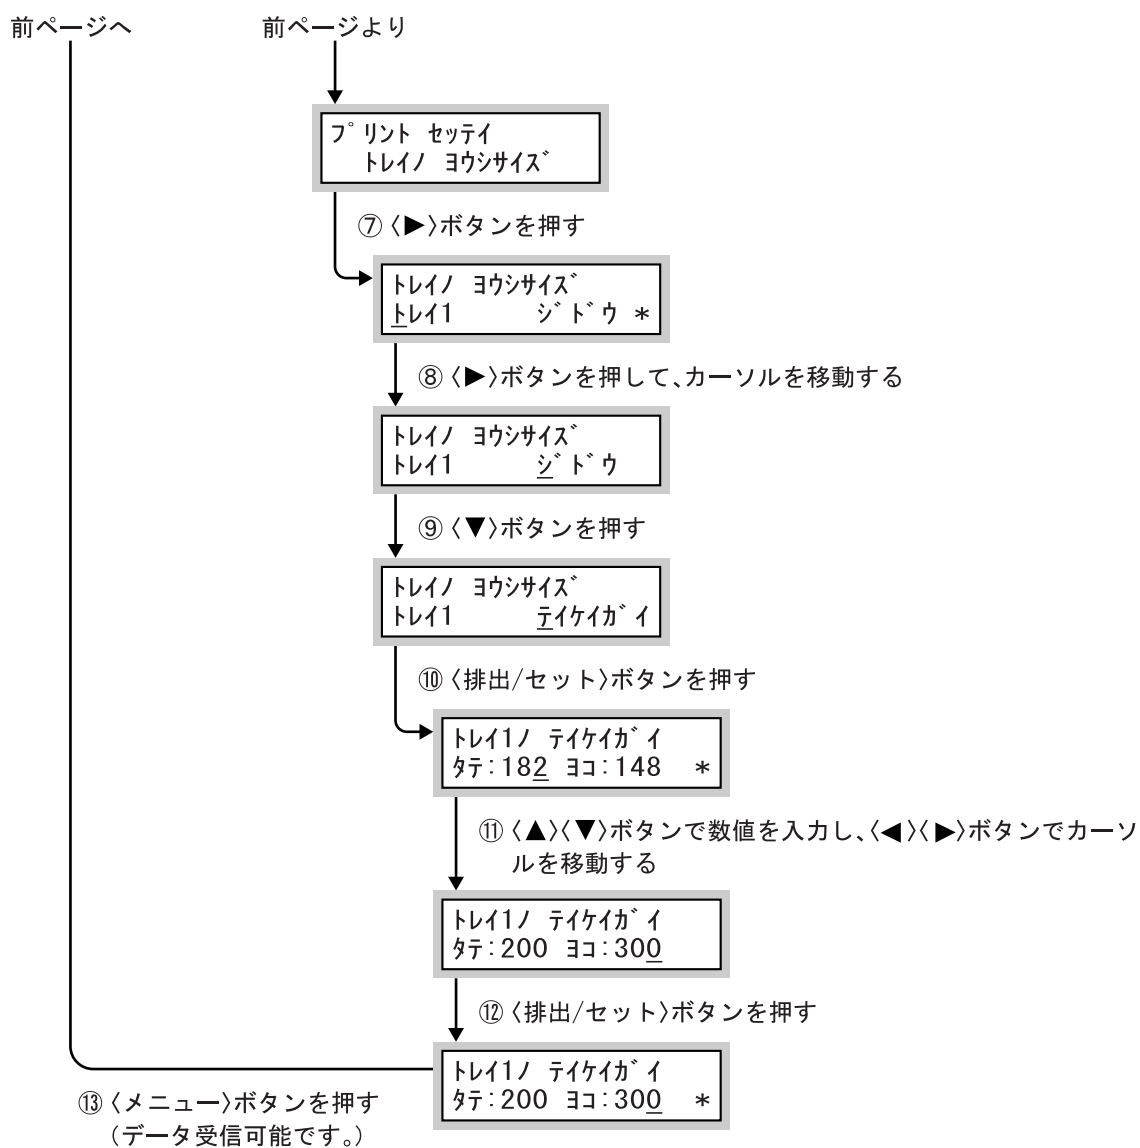 前ページへ
前ページより
プリント セッテイ
トレイノ ヨウシサイズ
⑦〈▶〉ボタンを押す
トレイノ ヨウシサイズ
トレイ1 ジドウ *
⑧〈▶〉ボタンを押して、カーソルを移動する
トレイノ ヨウシサイズ
トレイ1 ジドウ
⑨〈▼〉ボタンを押す
トレイノ ヨウシサイズ
トレイ1 テイケイガイ
⑩〈排出/セット〉ボタンを押す
トレイ1ノ テイケイガイ
タテ:182 ヨコ:148 *
⑪〈▲〉〈▼〉ボタンで数値を入力し、〈◀〉〈▶〉ボタンでカーソ
ルを移動する
トレイ1ノ テイケイガイ
タテ:200 ヨコ:300
⑫〈排出/セット〉ボタンを押す
トレイ1ノ テイケイガイ
タテ:200 ヨコ:300 *
⑬〈メニュー〉ボタンを押す
(データ受信可能です。)